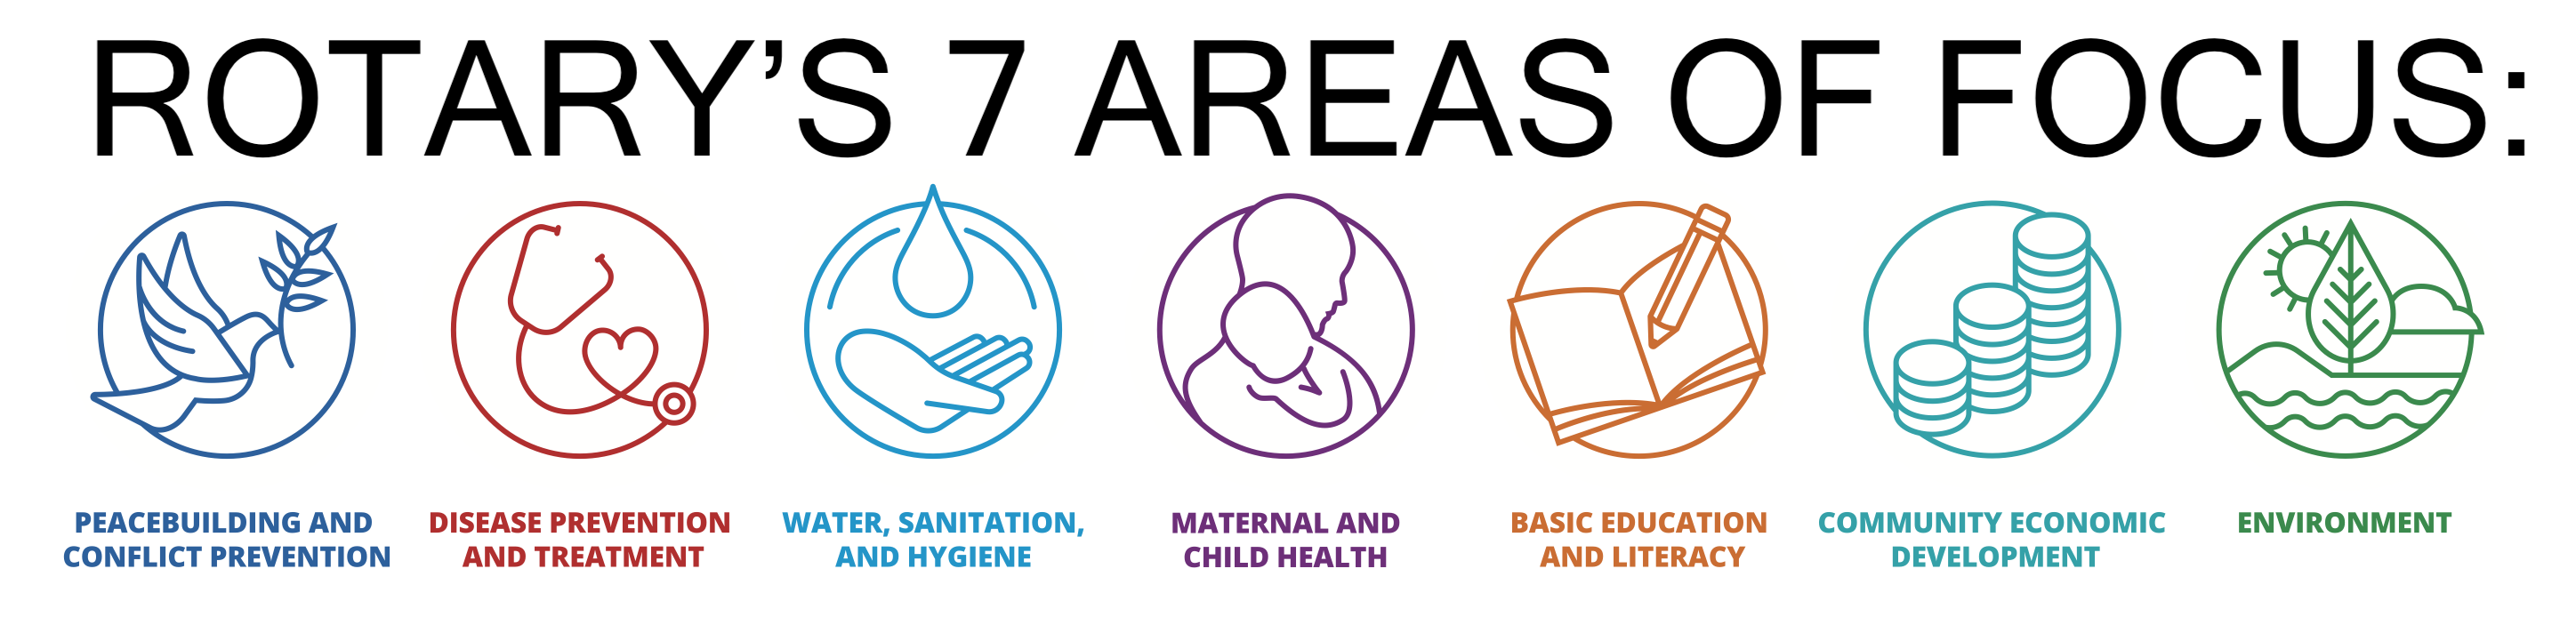 ROTARY’S 7 AREAS OF FOCUS:
PEACEBUILDING AND
CONFLICT PREVENTION
DISEASE PREVENTION
AND TREATMENT
WATER, SANITATION,
AND HYGIENE
MATERNAL AND
CHILD HEALTH
BASIC EDUCATION
AND LITERACY
COMMUNITY ECONOMIC
DEVELOPMENT
ENVIRONMENT